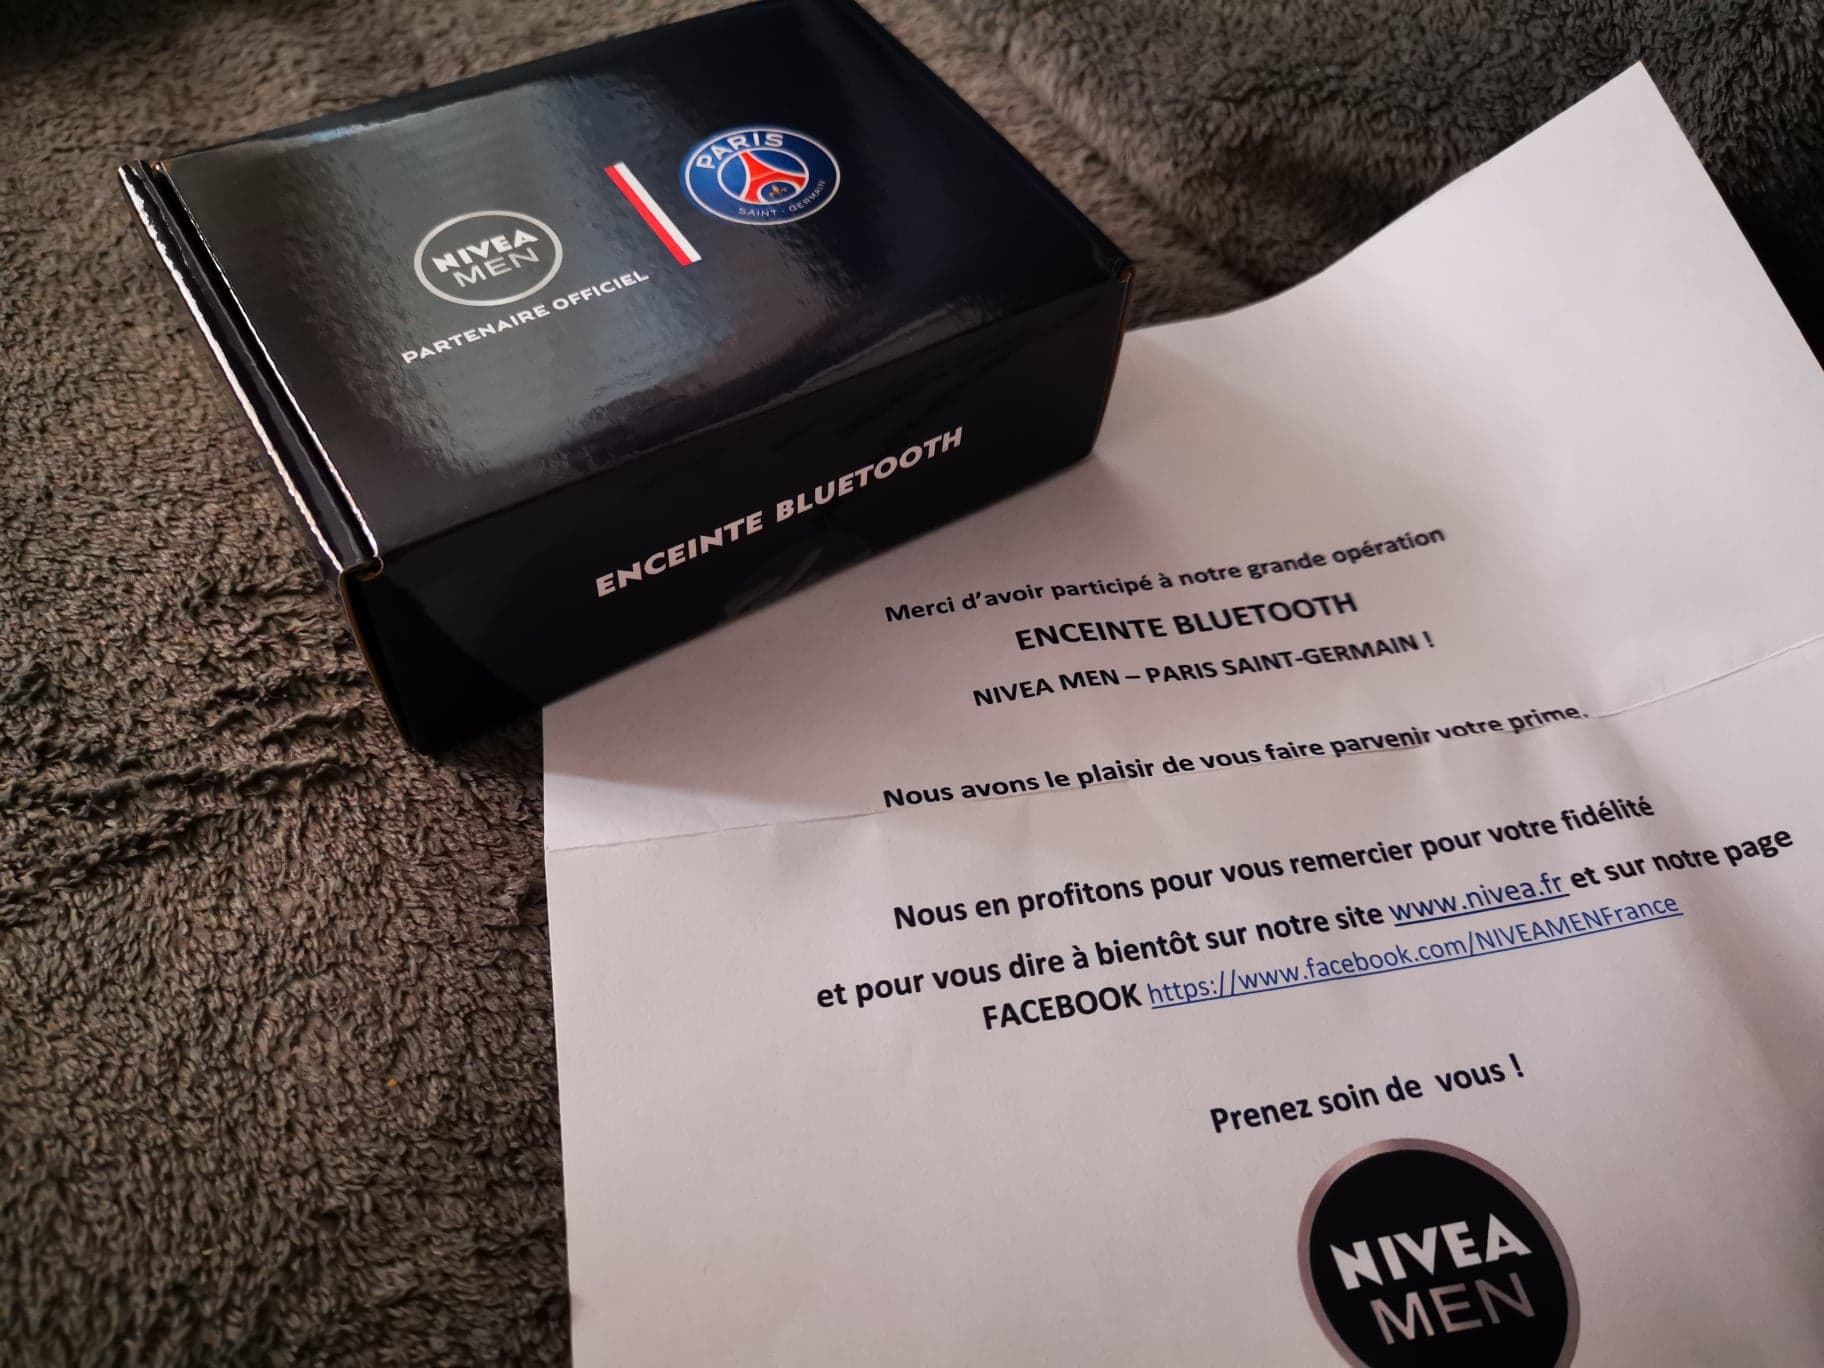 NIVEA
MEN
PARTENAIRE OFFICIEL
PARIS
SAINT-GERMAIN
ENCEINTE BLUETOOTH
Merci d’avoir participé à notre grande opération
ENCEINTE BLUETOOTH
NIVEA MEN – PARIS SAINT-GERMAIN !
Nous avons le plaisir de vous faire parvenir votre prime.
Nous en profitons pour vous remercier pour votre fidélité
et pour vous dire à bientôt sur notre site www.nivea.fr et sur notre page
FACEBOOK https://www.facebook.com/NIVEAMENFrance
Prenez soin de vous !
NIVEA
MEN